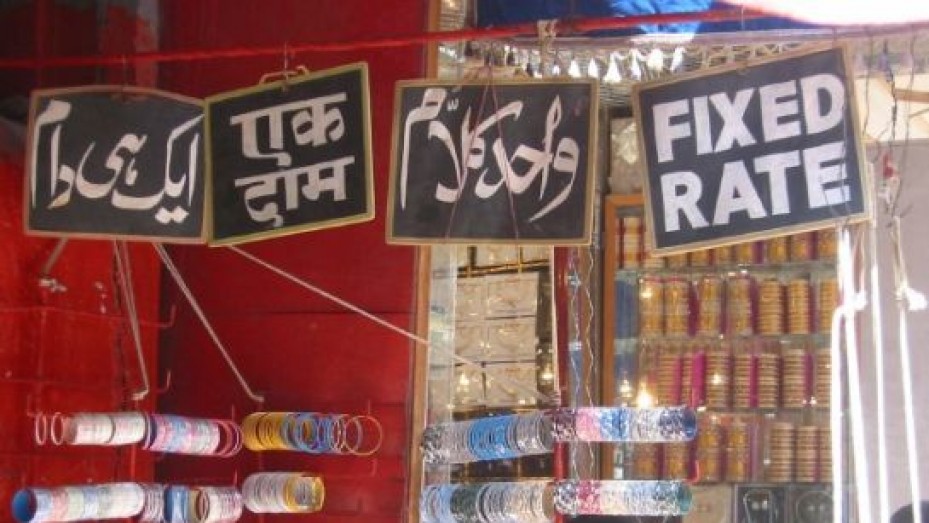 ایک ہی دام
एक
दाम
واحد کلام
FIXED
RATE